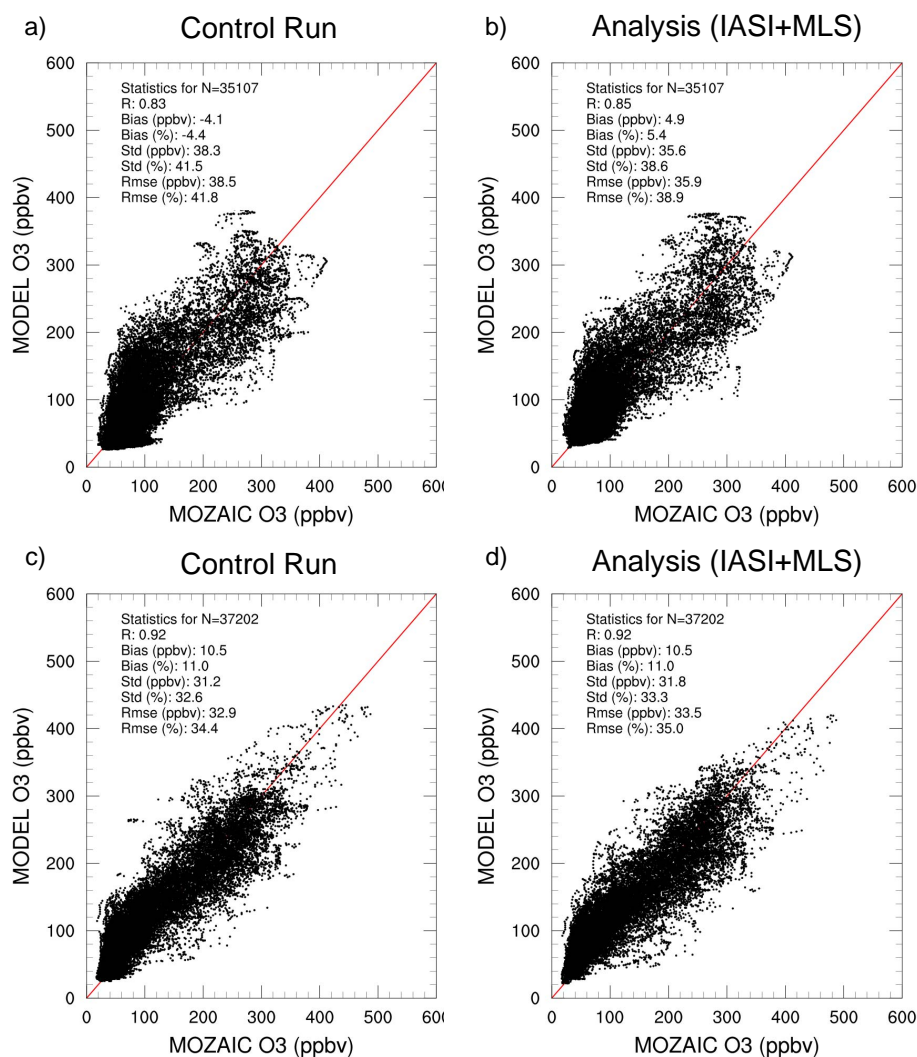 a)
Control Run
600
500
400
300
200
100
0
MODEL O3 (ppbv)
Statistics for N=35107
R: 0.83
Bias (ppbv): -4.1
Bias (%): -4.4
Std (ppbv): 38.3
Std (%): 41.5
Rmse (ppbv): 38.5
Rmse (%): 41.8
0 100 200 300 400 500 600
MOZAIC O3 (ppbv)
b)
Analysis (IASI+MLS)
600
500
400
300
200
100
0
MODEL O3 (ppbv)
Statistics for N=35107
R: 0.85
Bias (ppbv): 4.9
Bias (%): 5.4
Std (ppbv): 35.6
Std (%): 38.6
Rmse (ppbv): 35.9
Rmse (%): 38.9
0 100 200 300 400 500 600
MOZAIC O3 (ppbv)
c)
Control Run
600
500
400
300
200
100
0
MODEL O3 (ppbv)
Statistics for N=37202
R: 0.92
Bias (ppbv): 10.5
Bias (%): 11.0
Std (ppbv): 31.2
Std (%): 32.6
Rmse (ppbv): 32.9
Rmse (%): 34.4
0 100 200 300 400 500 600
MOZAIC O3 (ppbv)
d)
Analysis (IASI+MLS)
600
500
400
300
200
100
0
MODEL O3 (ppbv)
Statistics for N=37202
R: 0.92
Bias (ppbv): 10.5
Bias (%): 11.0
Std (ppbv): 31.8
Std (%): 33.3
Rmse (ppbv): 33.5
Rmse (%): 35.0
0 100 200 300 400 500 600
MOZAIC O3 (ppbv)